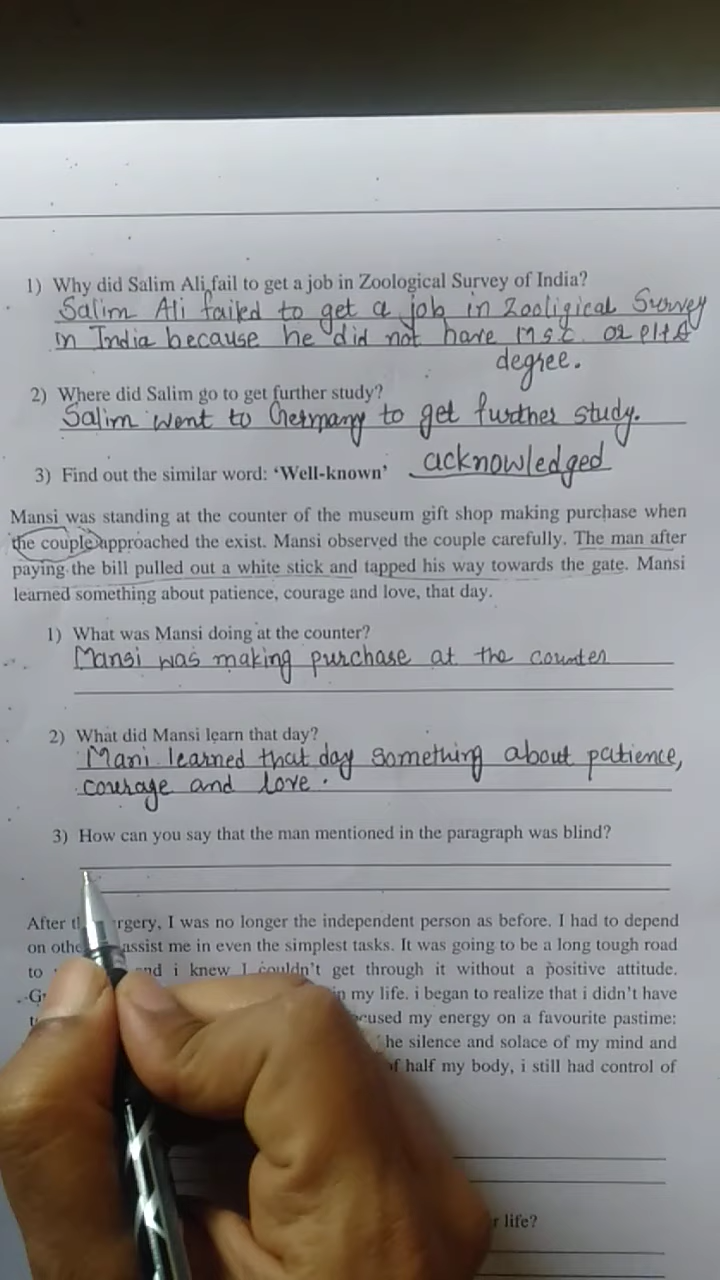 1) Why did Salim Ali fail to get a job in Zoological Survey of India?
Salim Ali failed to get a job in Zooligical Survey
in India because he did not have M.S.C. or PHd
degree.
2) Where did Salim go to get further study?
Salim went to Germany to get further study.
3) Find out the similar word: ‘Well-known’ acknowledged
Mansi was standing at the counter of the museum gift shop making purchase when
the couple approached the exist. Mansi observed the couple carefully. The man after
paying the bill pulled out a white stick and tapped his way towards the gate. Mansi
learned something about patience, courage and love, that day.
1) What was Mansi doing at the counter?
Mansi was making purchase at the counter
2) What did Mansi learn that day?
Mani learned that day something about patience,
courage and love.
3) How can you say that the man mentioned in the paragraph was blind?
After rgery, I was no longer the independent person as before. I had to depend
on assist me in even the simplest tasks. It was going to be a long tough road
to i knew I couldn't get through it without a positive attitude.
in my life. i began to realize that i didn't have
my energy on a favourite pastime:
he silence and solace of my mind and
half my body, i still had control of
life?